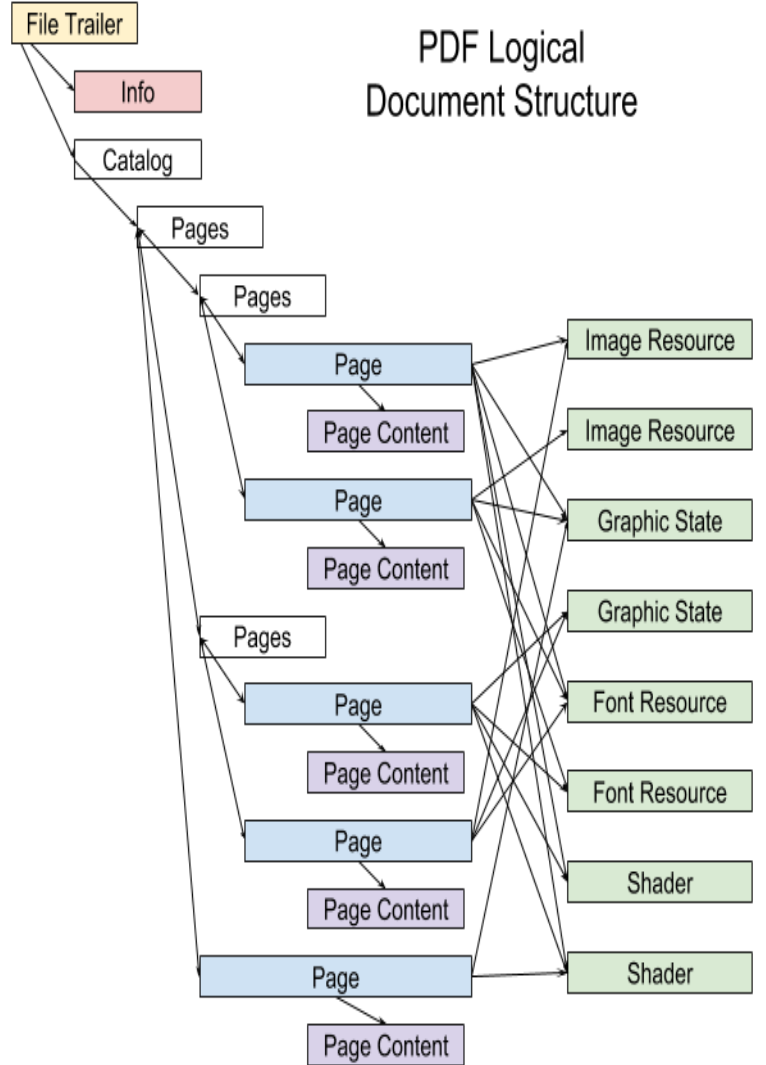 File Trailer
PDF Logical
Document Structure
Info
Catalog
Pages
Pages
Page
Image Resource
Page Content
Image Resource
Page
Graphic State
Page Content
Graphic State
Pages
Page
Font Resource
Page Content
Font Resource
Page
Shader
Page Content
Page
Shader
Page Content